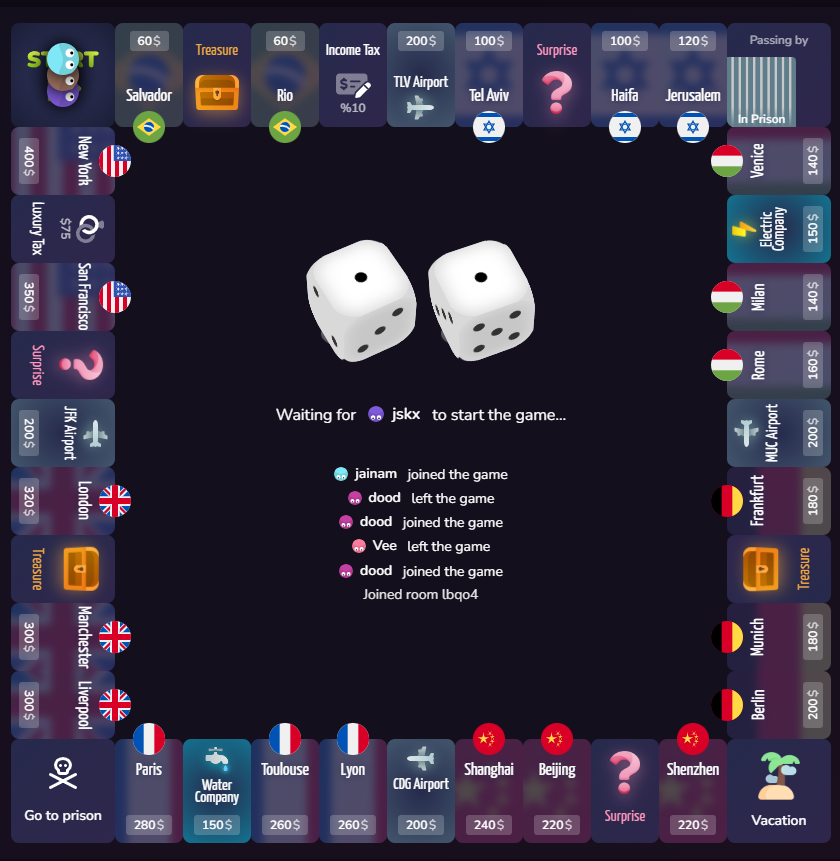 START
60$
Salvador
Treasure
60$
Rio
Income Tax
%10
200$
TLV Airport
100$
Tel Aviv
Surprise
100$
Haifa
120$
Jerusalem
Passing by
In Prison
Venice
140$
Electric
Company
150$
Milan
140$
Rome
160$
MUC Airport
200$
Frankfurt
180$
Treasure
Munich
180$
Berlin
200$
Vacation
Shenzhen
220$
Surprise
Beijing
220$
Shanghai
240$
CDG Airport
200$
Lyon
260$
Toulouse
260$
Water
Company
150$
Paris
280$
Go to prison
Liverpool
300$
Manchester
300$
Treasure
London
320$
JFK Airport
200$
Surprise
San Francisco
350$
Luxury Tax
$75
New York
400$
Waiting for jskx to start the game...
jainam joined the game
dood left the game
dood joined the game
Vee left the game
dood joined the game
Joined room lbqo4